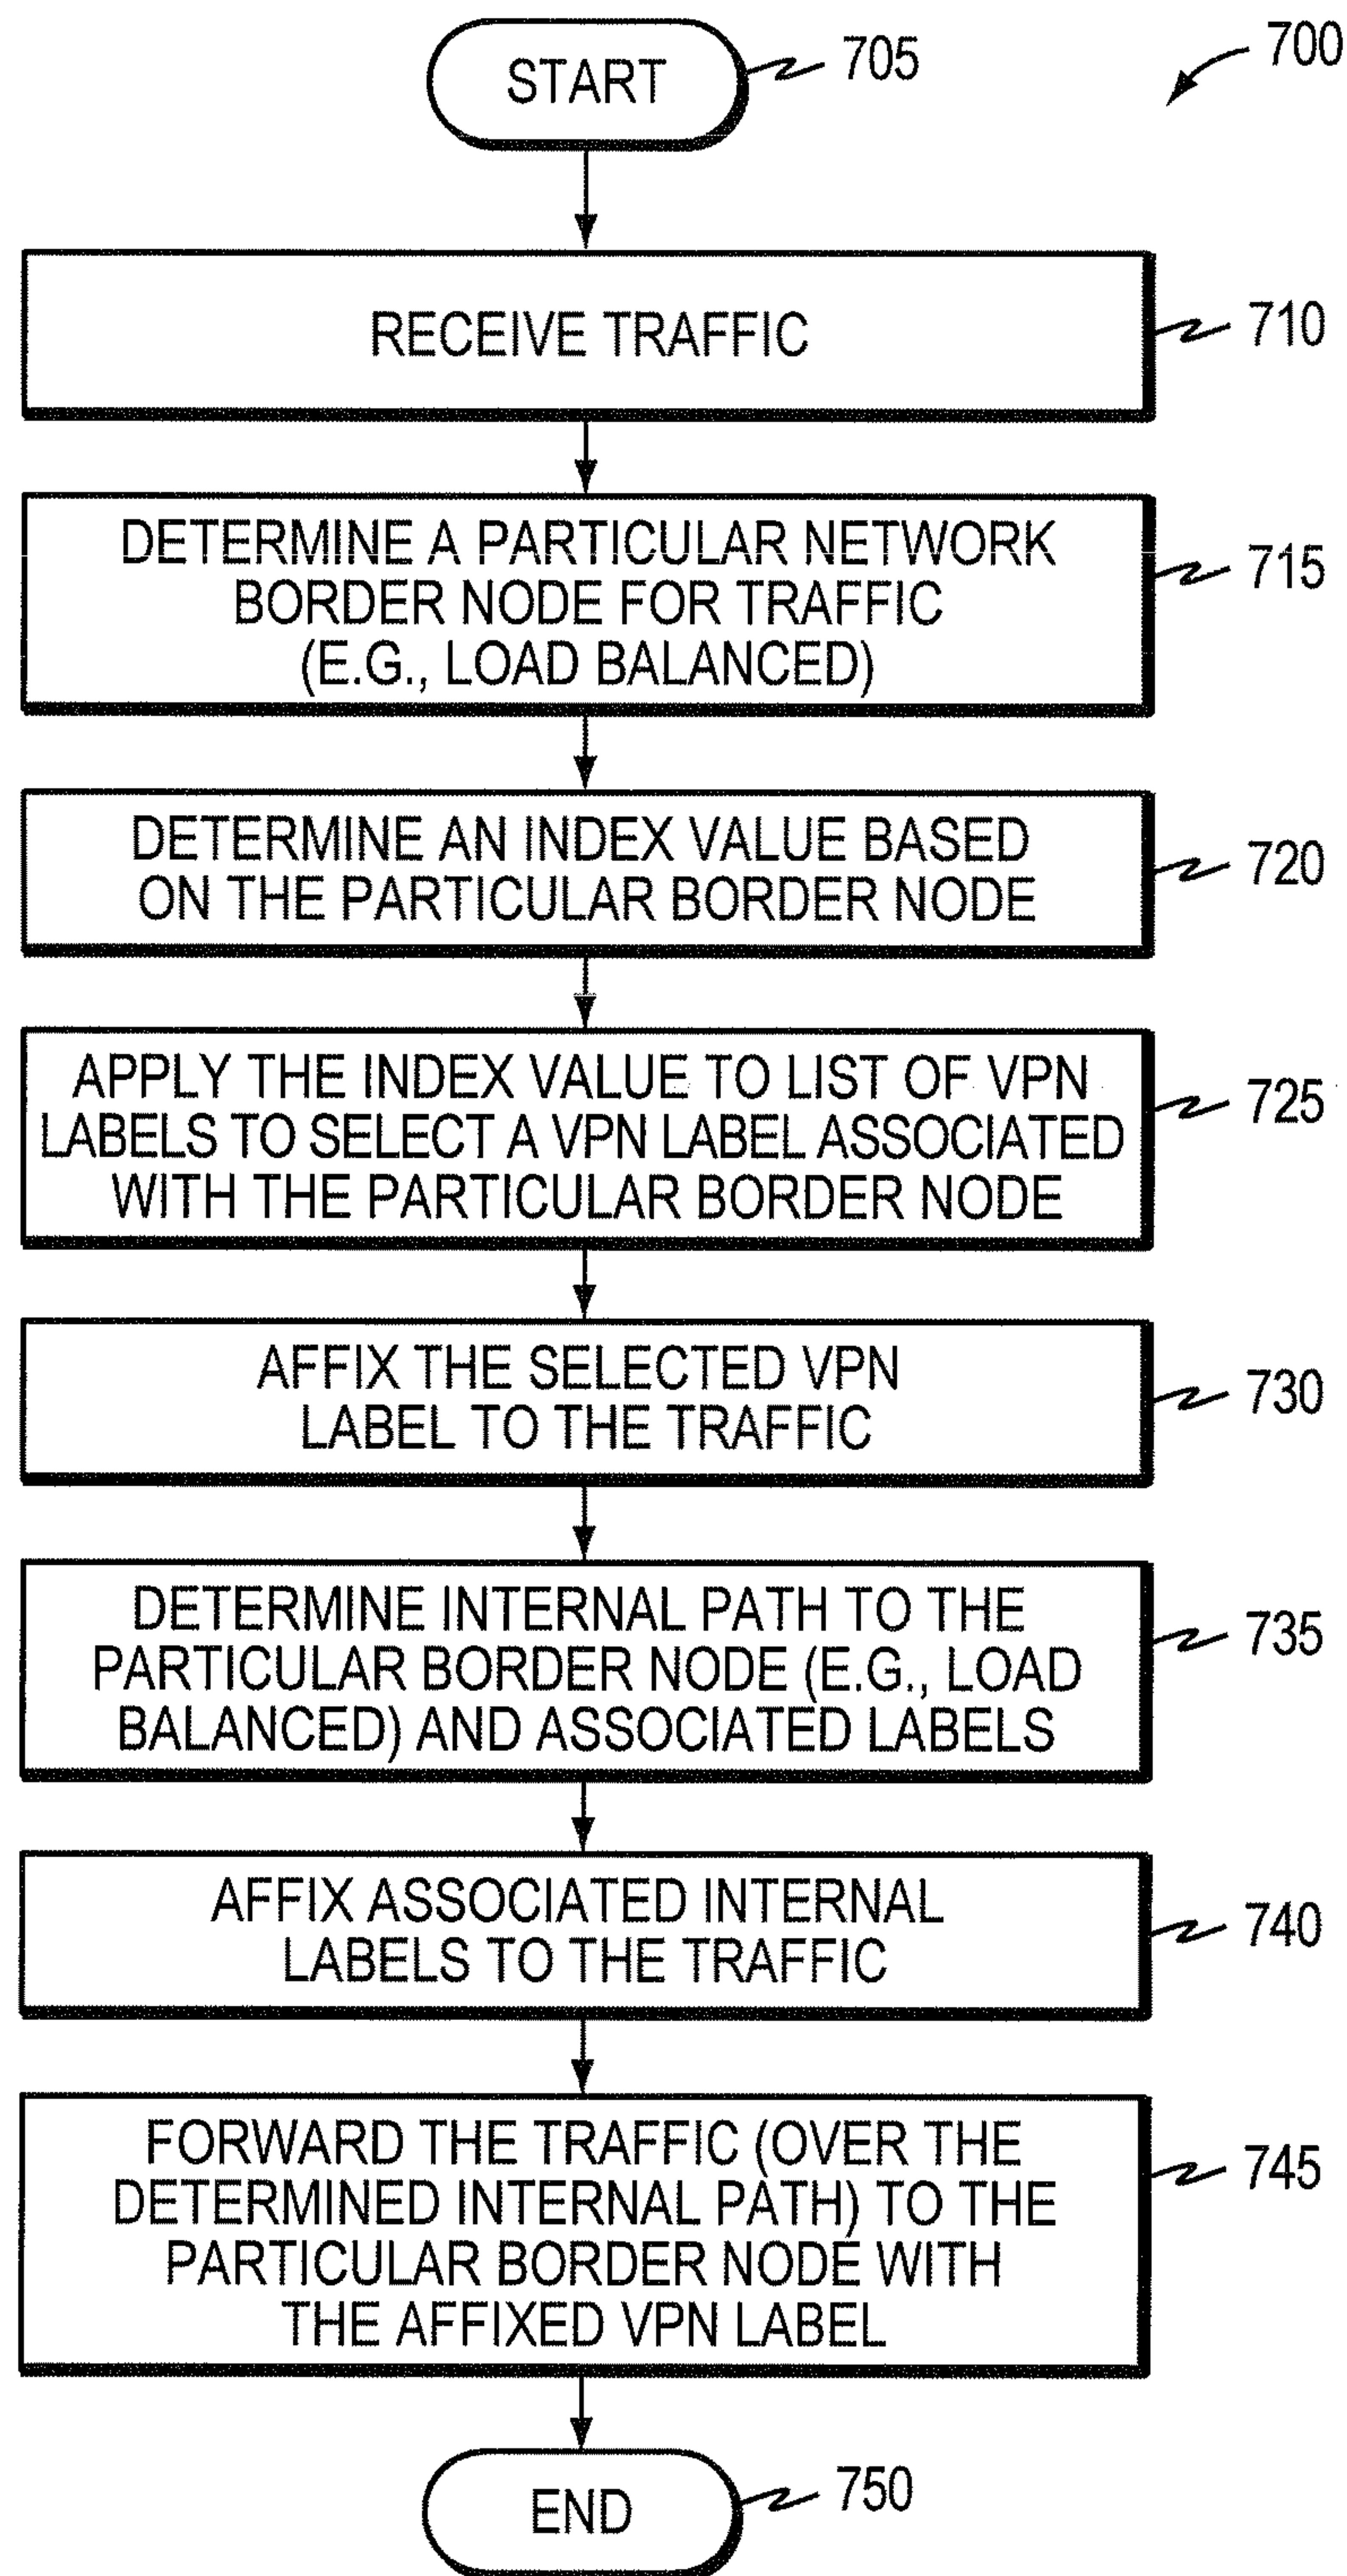 START
705
700
RECEIVE TRAFFIC
710
DETERMINE A PARTICULAR NETWORK
BORDER NODE FOR TRAFFIC
(E.G., LOAD BALANCED)
715
DETERMINE AN INDEX VALUE BASED
ON THE PARTICULAR BORDER NODE
720
APPLY THE INDEX VALUE TO LIST OF VPN
LABELS TO SELECT A VPN LABEL ASSOCIATED
WITH THE PARTICULAR BORDER NODE
725
AFFIX THE SELECTED VPN
LABEL TO THE TRAFFIC
730
DETERMINE INTERNAL PATH TO THE
PARTICULAR BORDER NODE (E.G., LOAD
BALANCED) AND ASSOCIATED LABELS
735
AFFIX ASSOCIATED INTERNAL
LABELS TO THE TRAFFIC
740
FORWARD THE TRAFFIC (OVER THE
DETERMINED INTERNAL PATH) TO THE
PARTICULAR BORDER NODE WITH
THE AFFIXED VPN LABEL
745
END
750